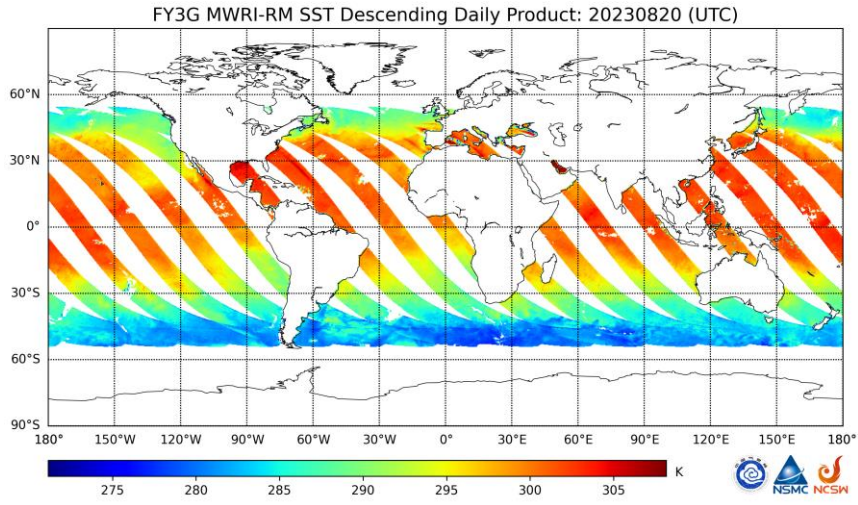 FY3G MWRI-RM SST Descending Daily Product: 20230820 (UTC)
60°N
30°N
0°
30°S
60°S
90°S
180° 150°W 120°W 90°W 60°W 30°W 0° 30°E 60°E 90°E 120°E 150°E 180°
K
275 280 285 290 295 300 305
NSMC NCSW